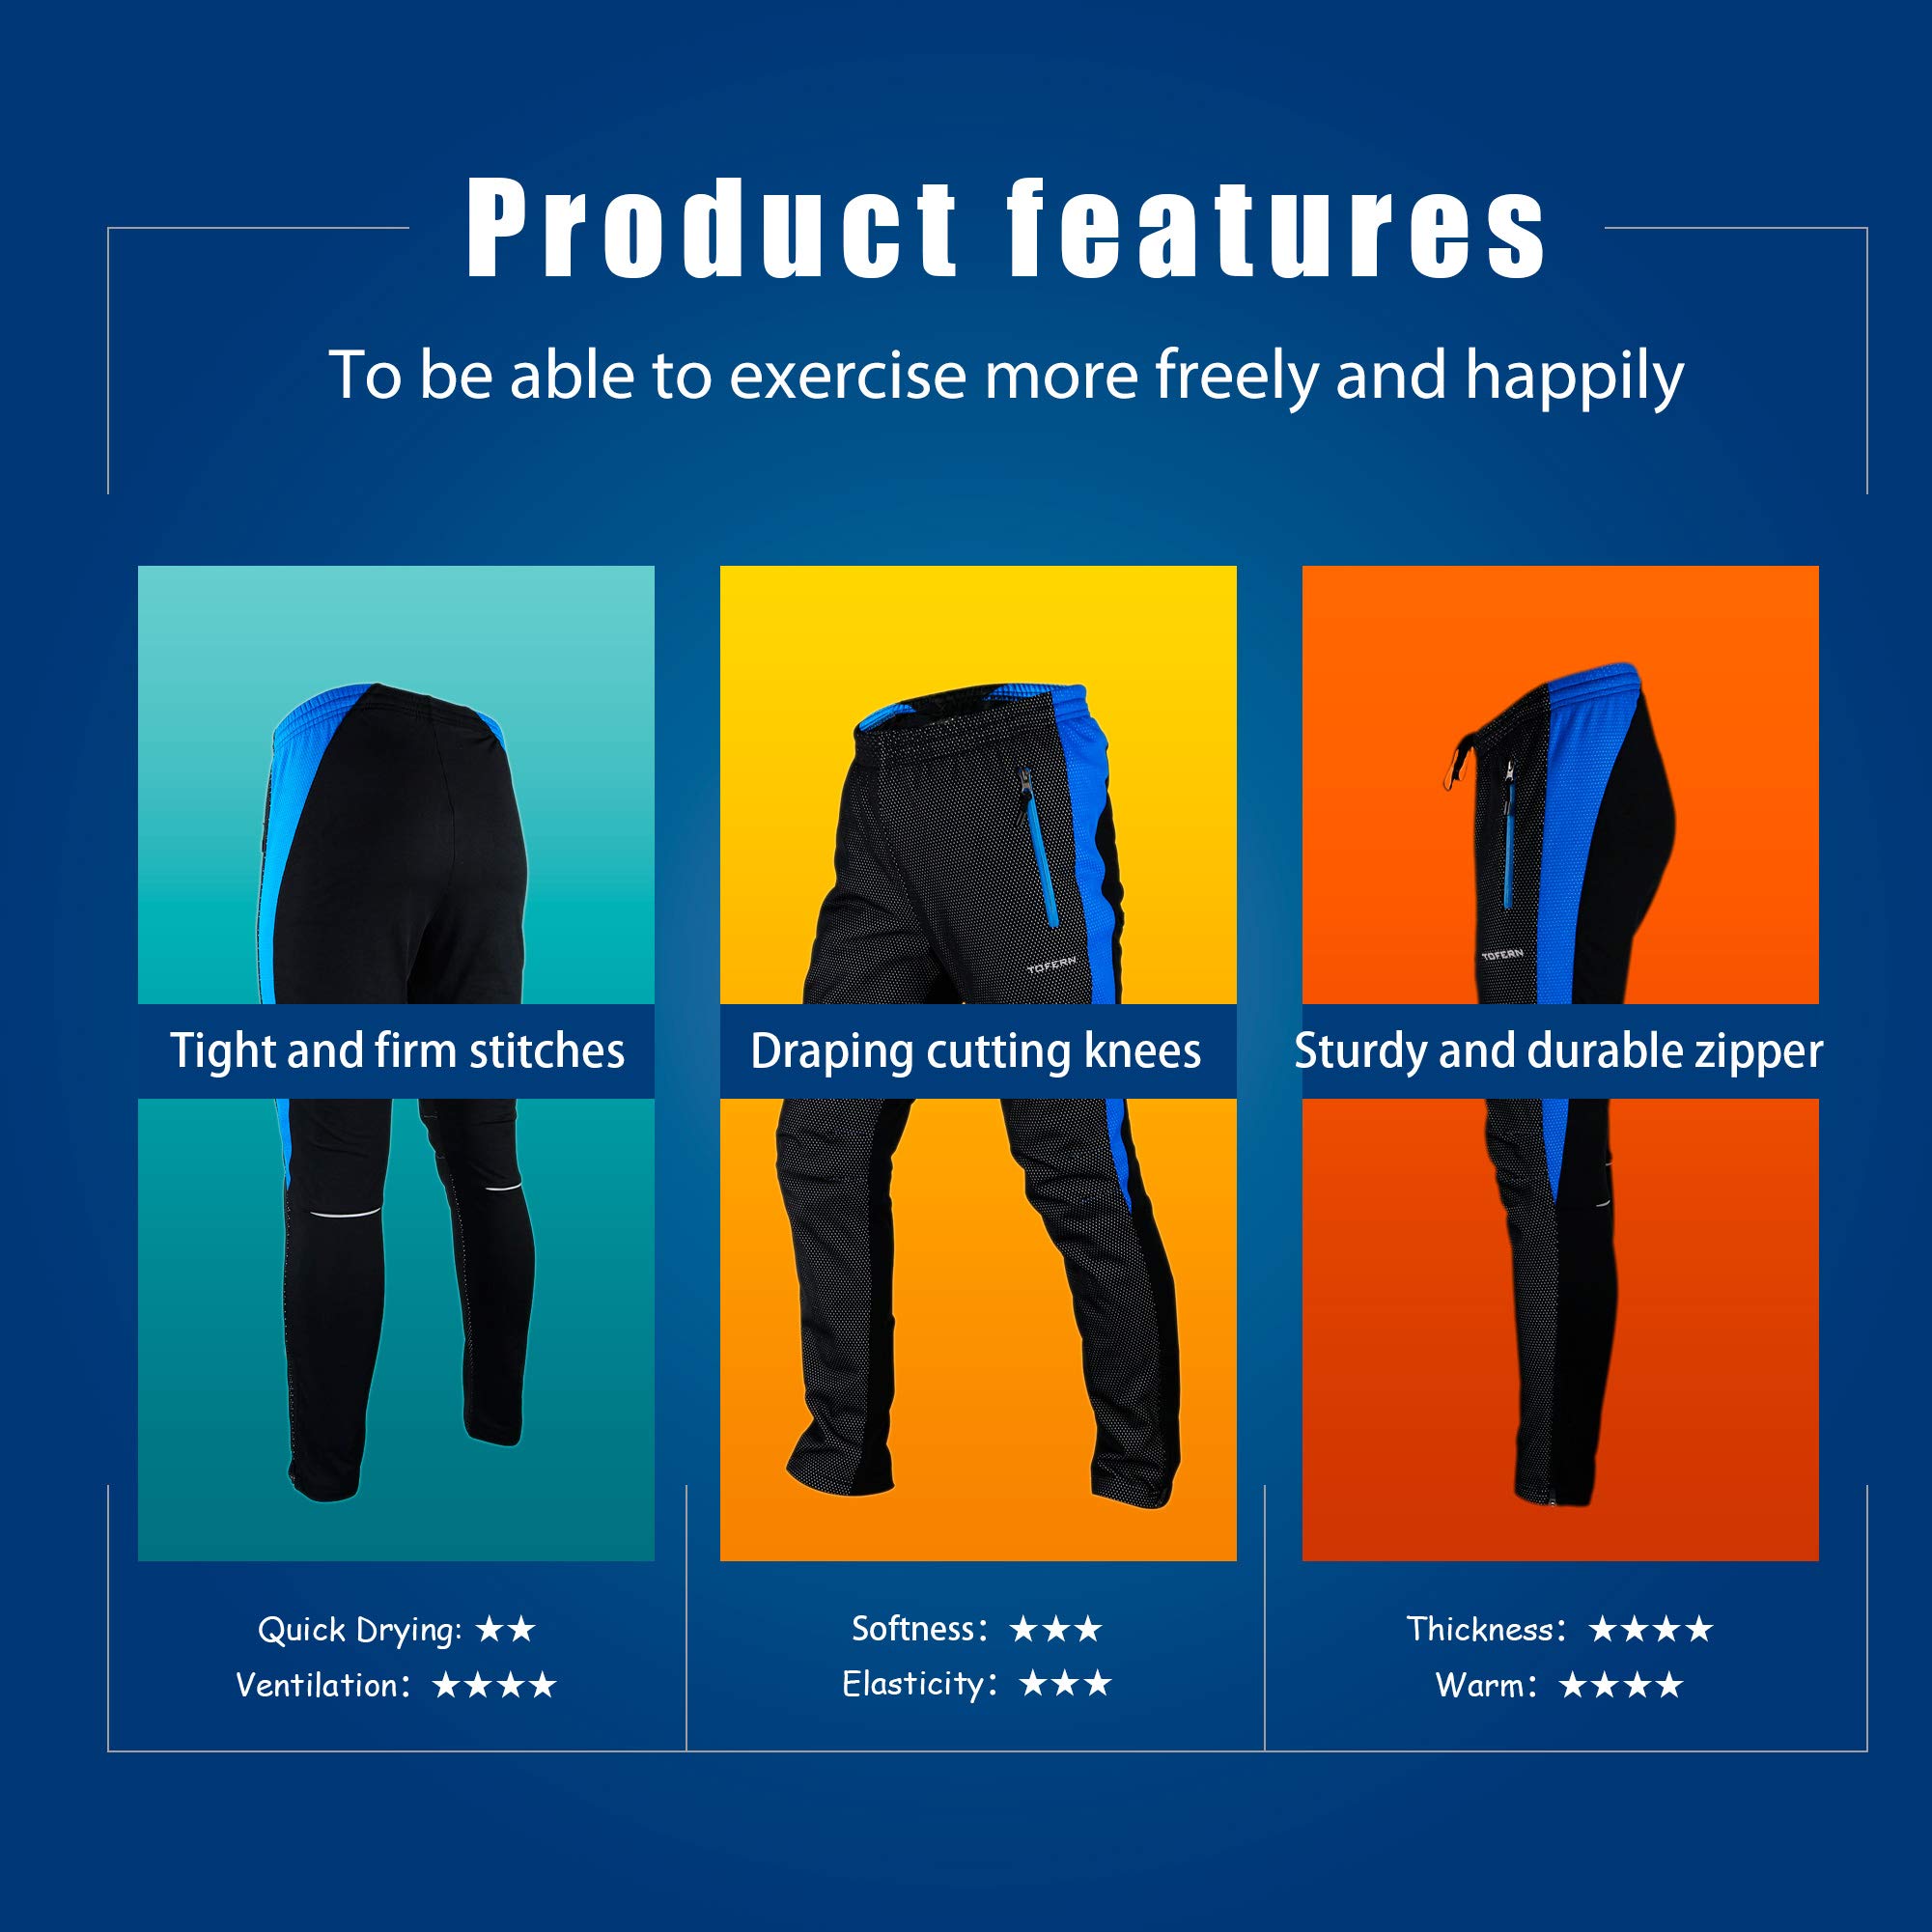 Product features
To be able to exercise more freely and happily
TOFERN
TOFERN
Tight and firm stitches
Draping cutting knees
Sturdy and durable zipper
Quick Drying: ★★
Ventilation: ★★★★
Softness: ★★★
Elasticity: ★★★
Thickness: ★★★★
Warm: ★★★★